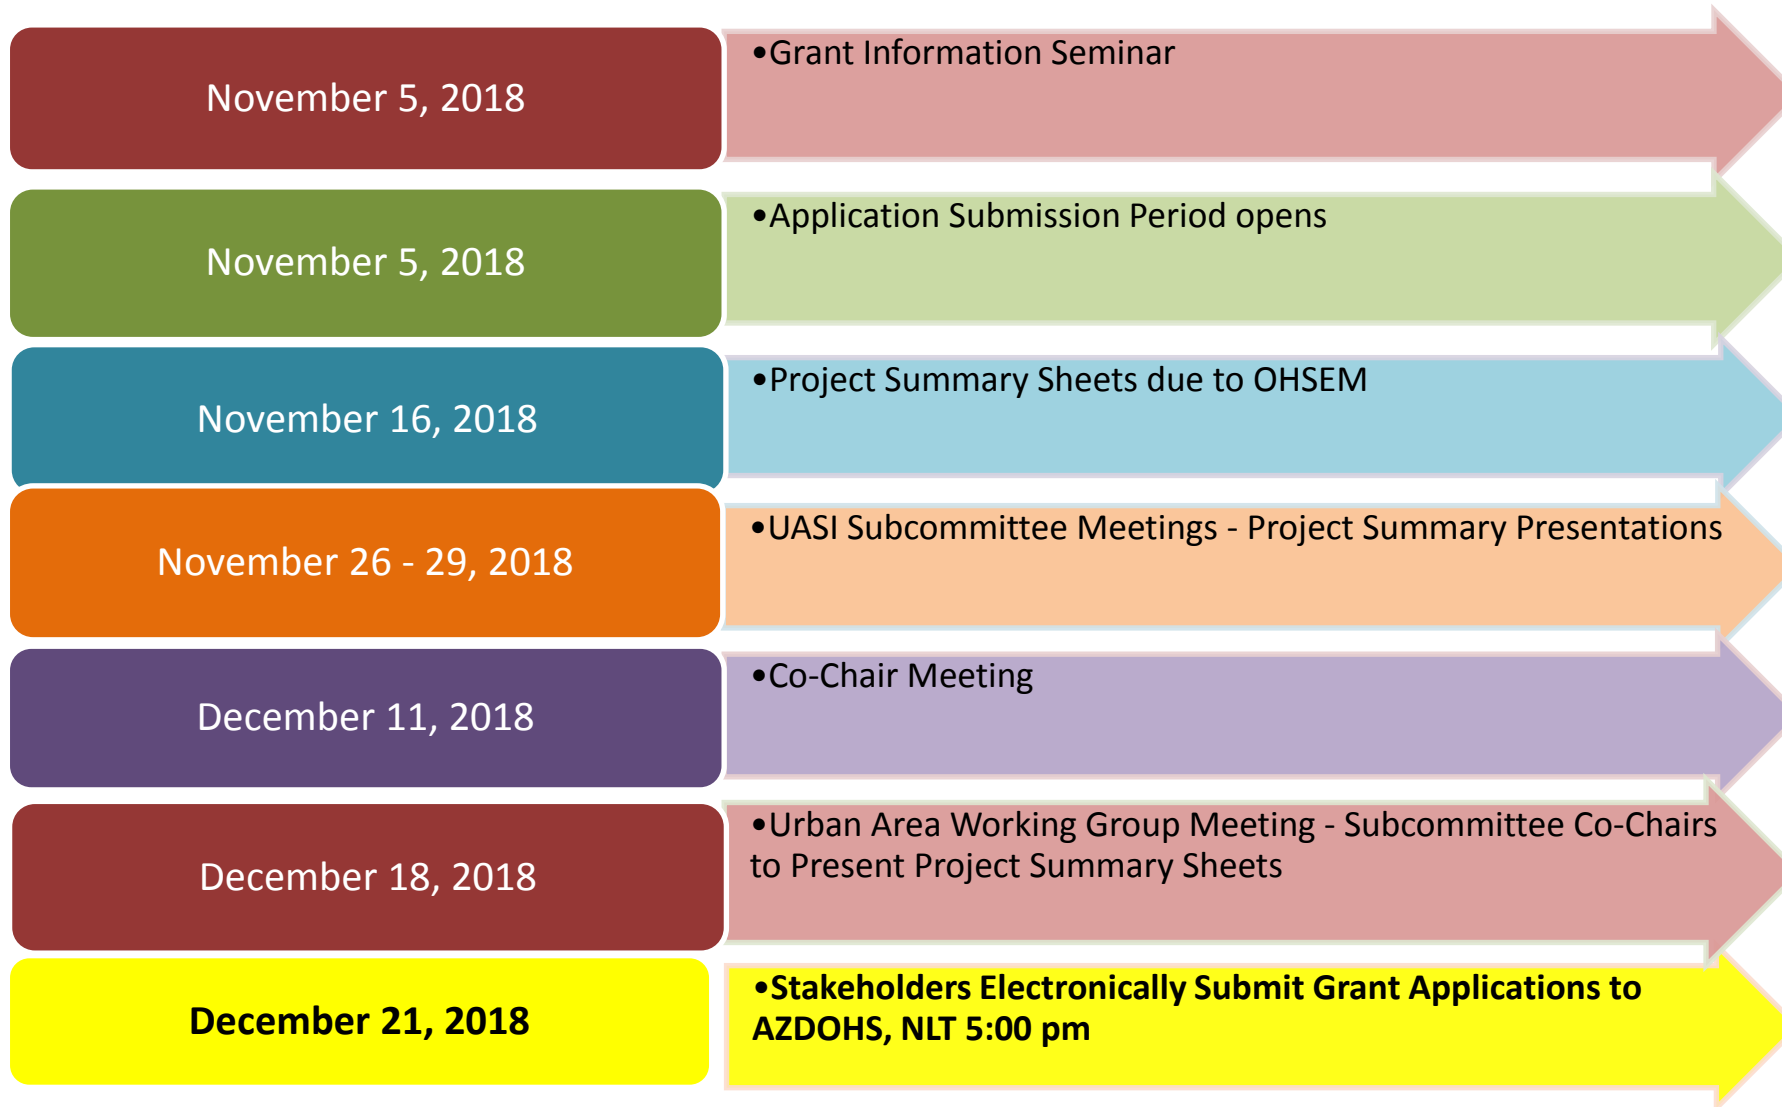 November 5, 2018
•Grant Information Seminar
November 5, 2018
•Application Submission Period opens
November 16, 2018
•Project Summary Sheets due to OHSEM
November 26 - 29, 2018
•UASI Subcommittee Meetings - Project Summary Presentations
December 11, 2018
•Co-Chair Meeting
December 18, 2018
•Urban Area Working Group Meeting - Subcommittee Co-Chairs
to Present Project Summary Sheets
December 21, 2018
•Stakeholders Electronically Submit Grant Applications to
AZDOHS, NLT 5:00 pm